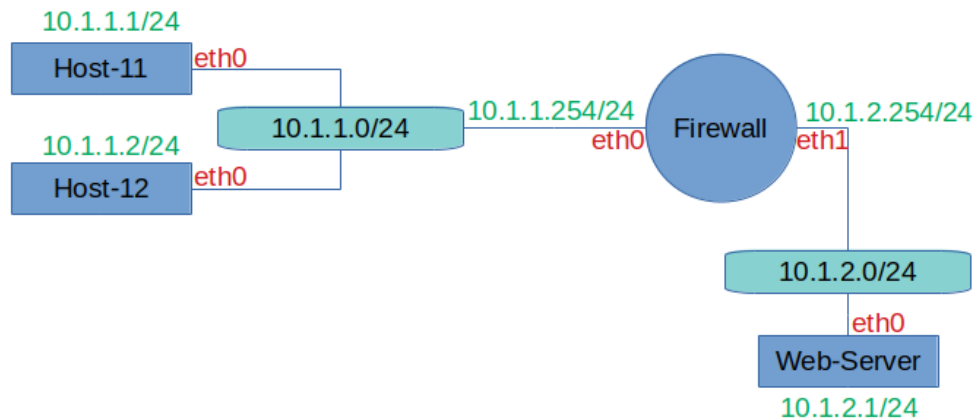 10.1.1.1/24
Host-11
eth0
10.1.1.0/24
10.1.1.2/24
Host-12
eth0
10.1.1.254/24
eth0
Firewall
10.1.2.254/24
eth1
10.1.2.0/24
eth0
Web-Server
10.1.2.1/24